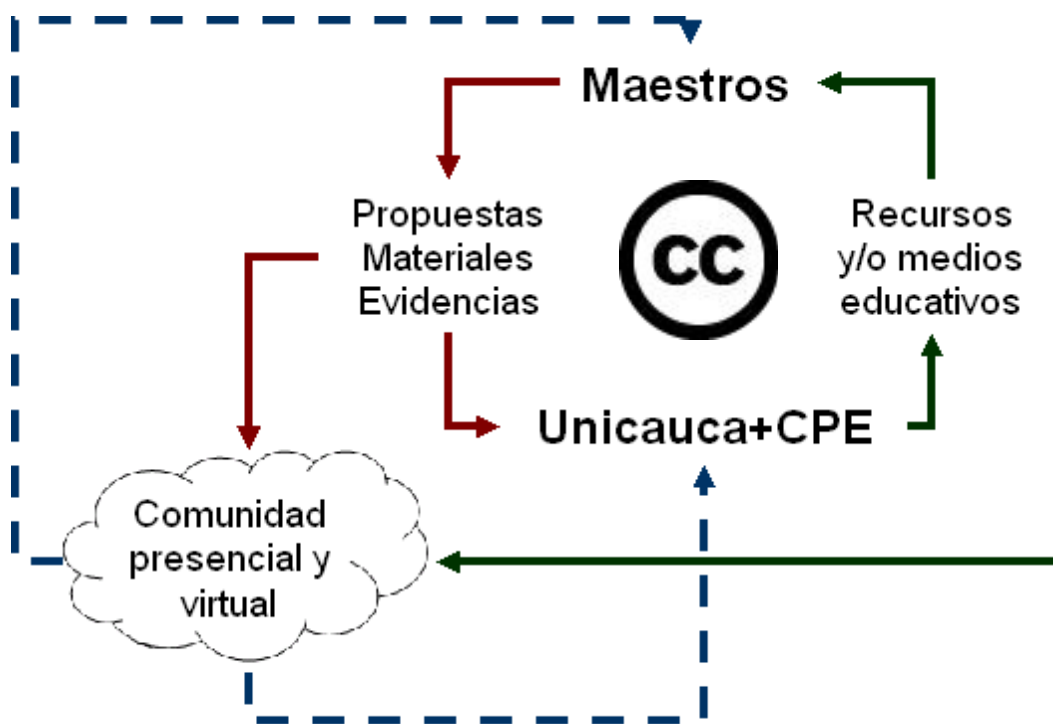 Maestros
Propuestas
Materiales
Evidencias
cc
Recursos
y/o medios
educativos
Unicauca+CPE
Comunidad
presencial y
virtual